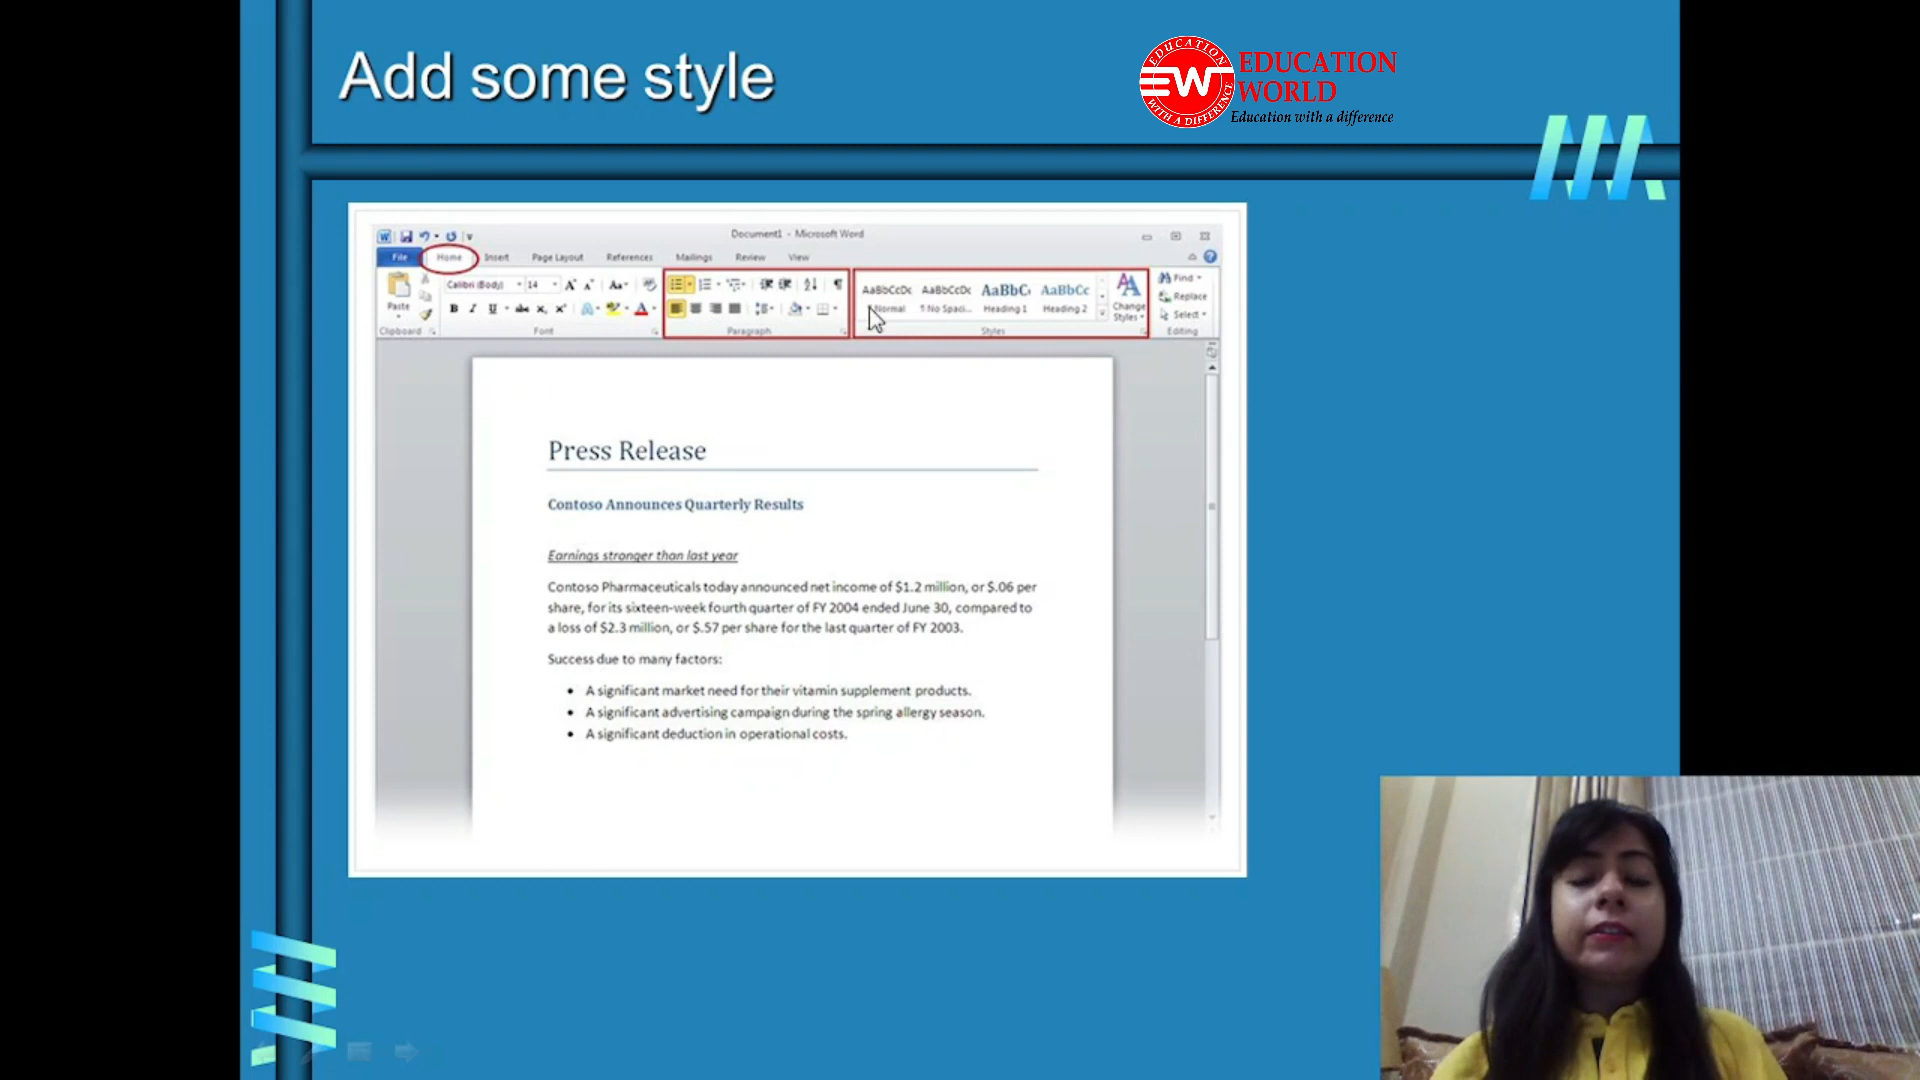 Add some style
EDUCATION
WITH A DIFFERENCE
EW
EDUCATION
WORLD
Education with a difference
Document1 - Microsoft Word
File Home Insert Page Layout References Mailings Review View
Paste
Calibri (Body) 14
Aa
B I U abc x, x
AaBbCcDc AaBbCcDc AaBbC AaBbCc
Normal ¶ No Spaci... Heading 1 Heading 2
Change
Styles
Find
Replace
Select
Clipboard Font Paragraph Styles Editing
Press Release
Contoso Announces Quarterly Results
Earnings stronger than last year
Contoso Pharmaceuticals today announced net income of $1.2 million, or $.06 per
share, for its sixteen-week fourth quarter of FY 2004 ended June 30, compared to
a loss of $2.3 million, or $.57 per share for the last quarter of FY 2003.
Success due to many factors:
• A significant market need for their vitamin supplement products.
• A significant advertising campaign during the spring allergy season.
• A significant deduction in operational costs.